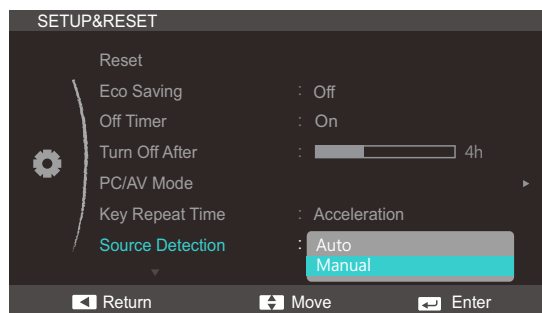 SETUP&RESET
Reset
Eco Saving : Off
Off Timer : On
Turn Off After : 4h
PC/AV Mode
Key Repeat Time : Acceleration
Source Detection : Auto
Manual
Return Move Enter